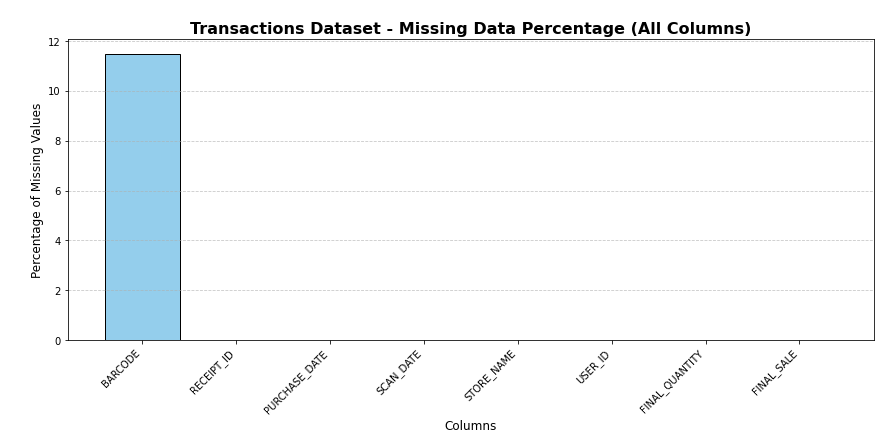 Transactions Dataset - Missing Data Percentage (All Columns)
Percentage of Missing Values
12
10
8
6
4
2
0
BARCODE
RECEIPT_ID
PURCHASE_DATE
SCAN_DATE
STORE_NAME
USER_ID
FINAL_QUANTITY
FINAL_SALE
Columns